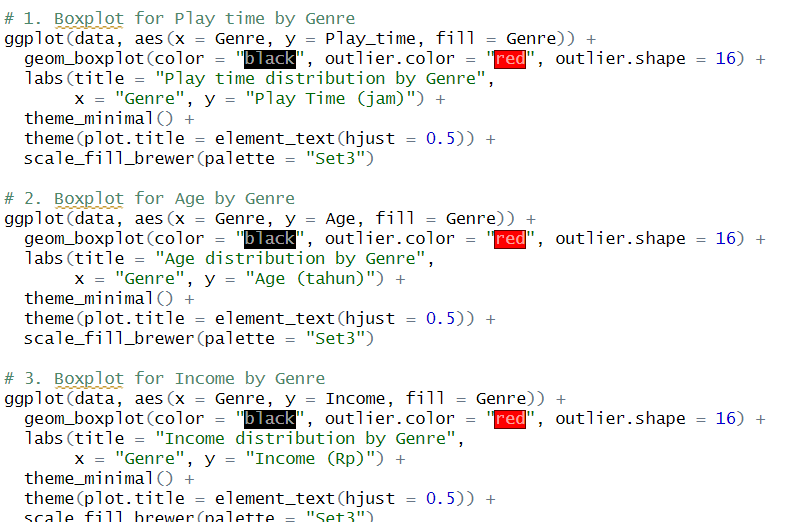 # 1. Boxplot for Play time by Genre
ggplot(data, aes(x = Genre, y = Play_time, fill = Genre)) +
  geom_boxplot(color = "black", outlier.color = "red", outlier.shape = 16) +
  labs(title = "Play time distribution by Genre",
       x = "Genre", y = "Play Time (jam)") +
  theme_minimal() +
  theme(plot.title = element_text(hjust = 0.5)) +
  scale_fill_brewer(palette = "Set3")

# 2. Boxplot for Age by Genre
ggplot(data, aes(x = Genre, y = Age, fill = Genre)) +
  geom_boxplot(color = "black", outlier.color = "red", outlier.shape = 16) +
  labs(title = "Age distribution by Genre",
       x = "Genre", y = "Age (tahun)") +
  theme_minimal() +
  theme(plot.title = element_text(hjust = 0.5)) +
  scale_fill_brewer(palette = "Set3")

# 3. Boxplot for Income by Genre
ggplot(data, aes(x = Genre, y = Income, fill = Genre)) +
  geom_boxplot(color = "black", outlier.color = "red", outlier.shape = 16) +
  labs(title = "Income distribution by Genre",
       x = "Genre", y = "Income (Rp)") +
  theme_minimal() +
  theme(plot.title = element_text(hjust = 0.5)) +
  scale_fill_brewer(palette = "Set3")